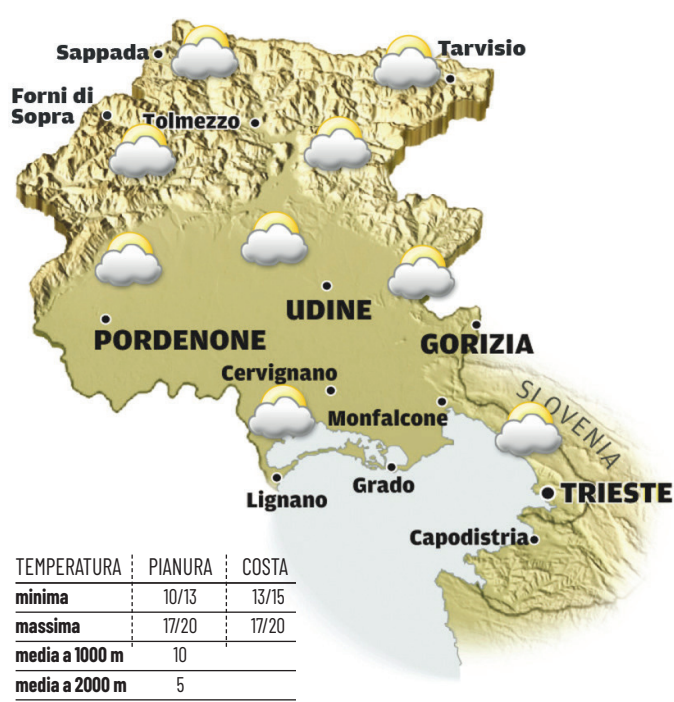 Sappada
Tarvisio
Forni di
Sopra
Tolmezzo
UDINE
PORDENONE
GORIZIA
Cervignano
SLOVENIA
Monfalcone
Grado
Lignano
TRIESTE
Capodistria
TEMPERATURA PIANURA COSTA
minima 10/13 13/15
massima 17/20 17/20
media a 1000 m 10
media a 2000 m 5